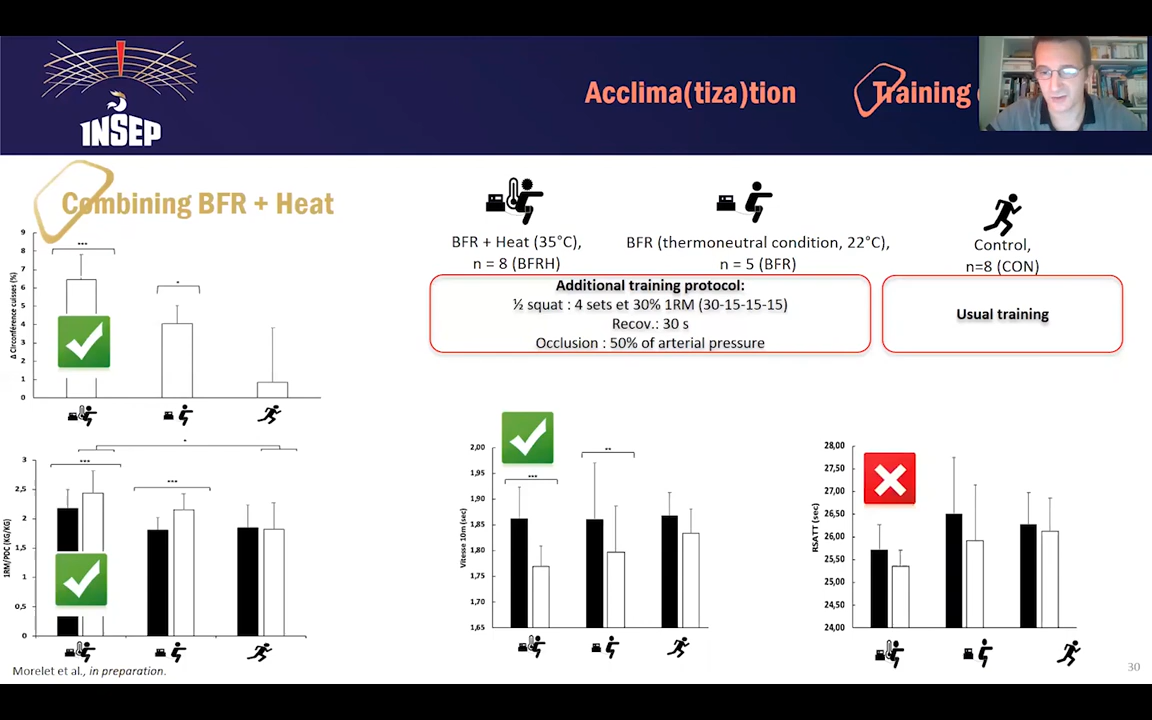 INSEP
Acclima(tiza)tion
Training
Combining BFR + Heat
BFR + Heat (35°C),
n = 8 (BFRH)
BFR (thermoneutral condition, 22°C),
n = 5 (BFR)
Control,
n=8 (CON)
Additional training protocol:
½ squat : 4 sets et 30% 1RM (30-15-15-15)
Recov.: 30 s
Occlusion : 50% of arterial pressure
Usual training
Δ Circonférence cuisses (%)
9
8
7
6
5
4
3
2
1
0
***
*
1RM/PDC (KG/KG)
3
2,5
2
1,5
1
0,5
0
*
***
***
Vitesse 10m (sec)
2,00
1,95
1,90
1,85
1,80
1,75
1,70
1,65
***
**
RSATT (sec)
28,00
27,50
27,00
26,50
26,00
25,50
25,00
24,50
24,00
Morelet et al., in preparation.
30